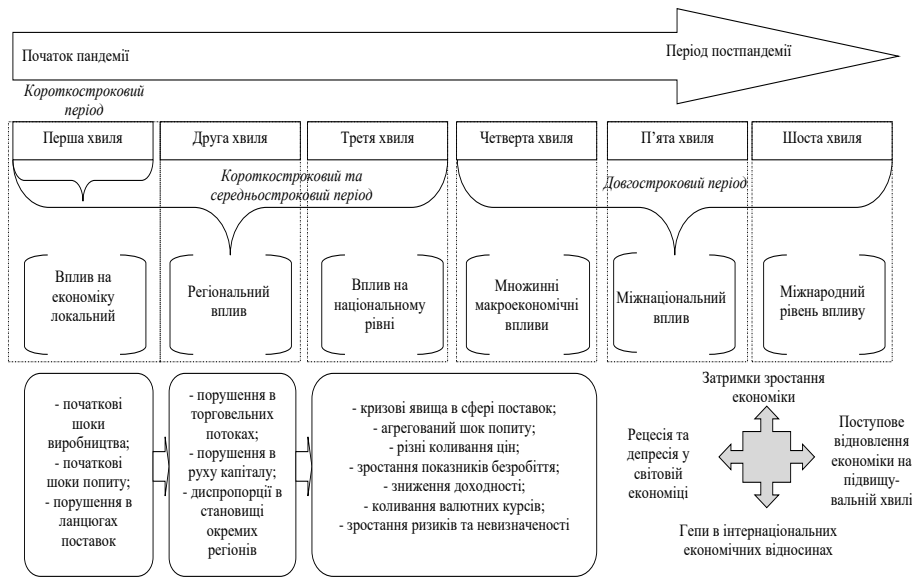 Початок пандемії
Період постпандемії
Короткостроковий
період
Перша хвиля
Друга хвиля
Третя хвиля
Четверта хвиля
П'ята хвиля
Шоста хвиля
Короткостроковий та
середньостроковий період
Довгостроковий період
Вплив на
економіку
локальний
Регіональний
вплив
Вплив на
національному
рівні
Множинні
макроекономічні
впливи
Міжнаціональний
вплив
Міжнародний
рівень впливу
- початкові
шоки
виробництва;
- початкові
шоки попиту;
- порушення в
ланцюгах
поставок
- порушення в
торговельних
потоках;
- порушення в
руху капіталу;
- диспропорції в
становищі
окремих
регіонів
- кризові явища в сфері поставок;
- агрегований шок попиту;
- різні коливання цін;
- зростання показників безробіття;
- зниження доходності;
- коливання валютних курсів;
- зростання ризиків та невизначеності
Затримки зростання
економіки
Рецесія та
депресія у
світовій
економіці
Поступове
відновлення
економіки на
підвищу-
вальній хвилі
Гепи в інтернаціональних
економічних відносинах